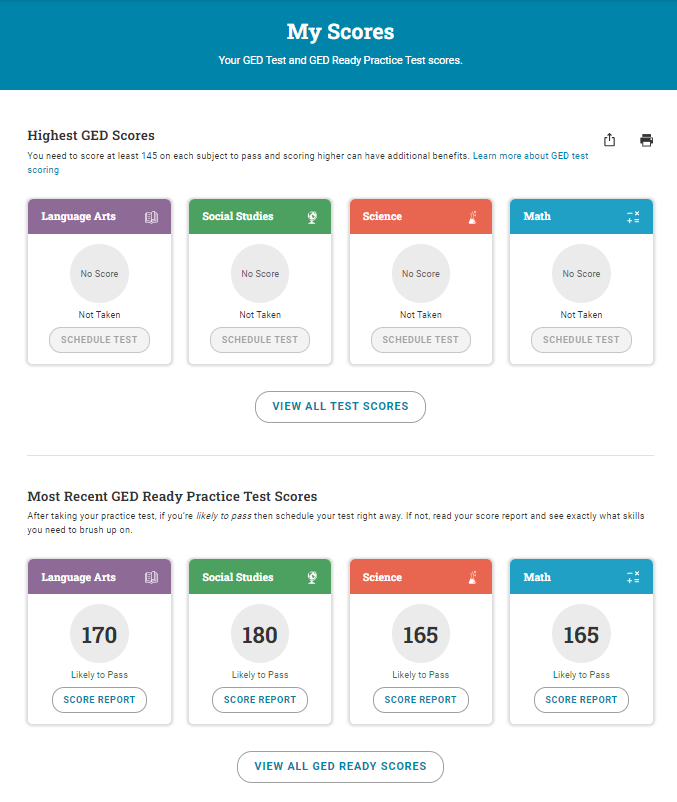 My Scores
Your GED Test and GED Ready Practice Test scores.
Highest GED Scores
You need to score at least 145 on each subject to pass and scoring higher can have additional benefits. Learn more about GED test
scoring
Language Arts
Social Studies
Science
Math
No Score
No Score
No Score
No Score
Not Taken
Not Taken
Not Taken
Not Taken
SCHEDULE TEST
SCHEDULE TEST
SCHEDULE TEST
SCHEDULE TEST
VIEW ALL TEST SCORES
Most Recent GED Ready Practice Test Scores
After taking your practice test, if you're likely to pass then schedule your test right away. If not, read your score report and see exactly what skills
you need to brush up on.
Language Arts
Social Studies
Science
Math
170
180
165
165
Likely to Pass
Likely to Pass
Likely to Pass
Likely to Pass
SCORE REPORT
SCORE REPORT
SCORE REPORT
SCORE REPORT
VIEW ALL GED READY SCORES